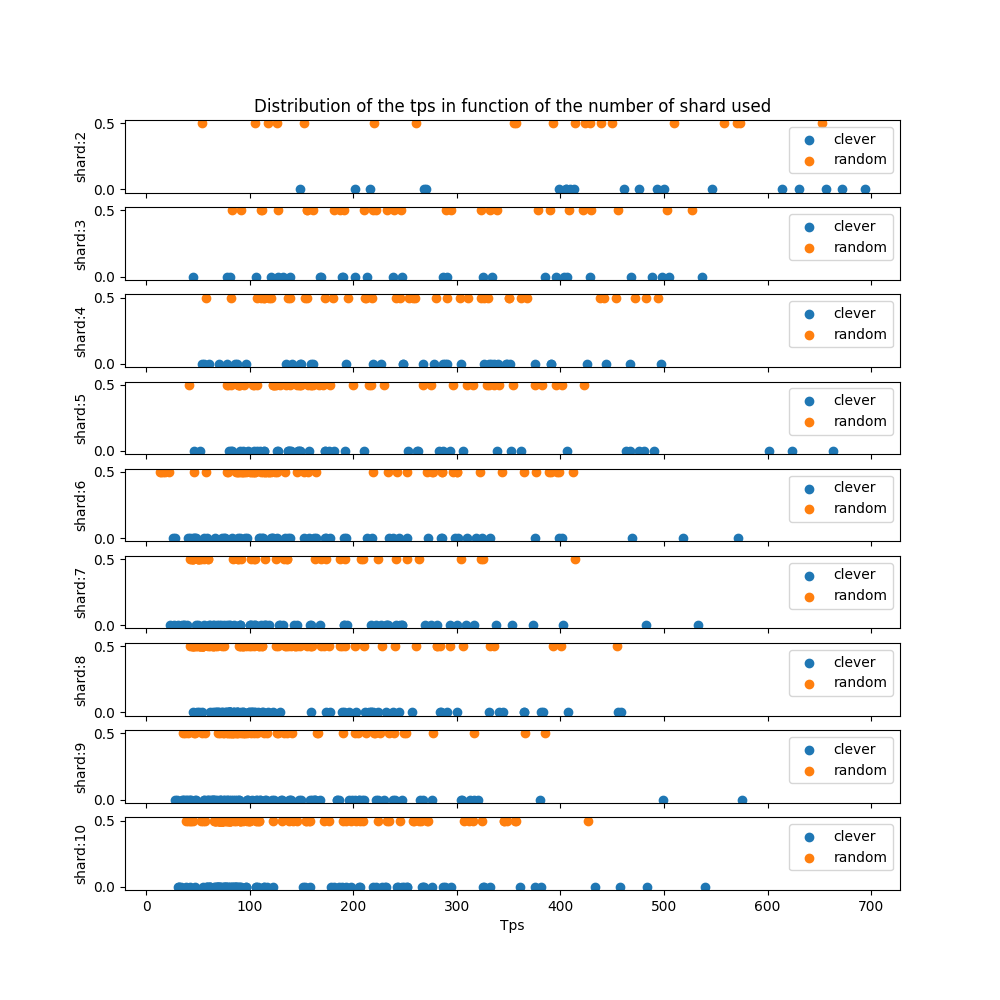 Distribution of the tps in function of the number of shard used
0.5
0.0
shard:2
clever
random
0.5
0.0
shard:3
clever
random
0.5
0.0
shard:4
clever
random
0.5
0.0
shard:5
clever
random
0.5
0.0
shard:6
clever
random
0.5
0.0
shard:7
clever
random
0.5
0.0
shard:8
clever
random
0.5
0.0
shard:9
clever
random
0.5
0.0
shard:10
clever
random
0 100 200 300 400 500 600 700
Tps